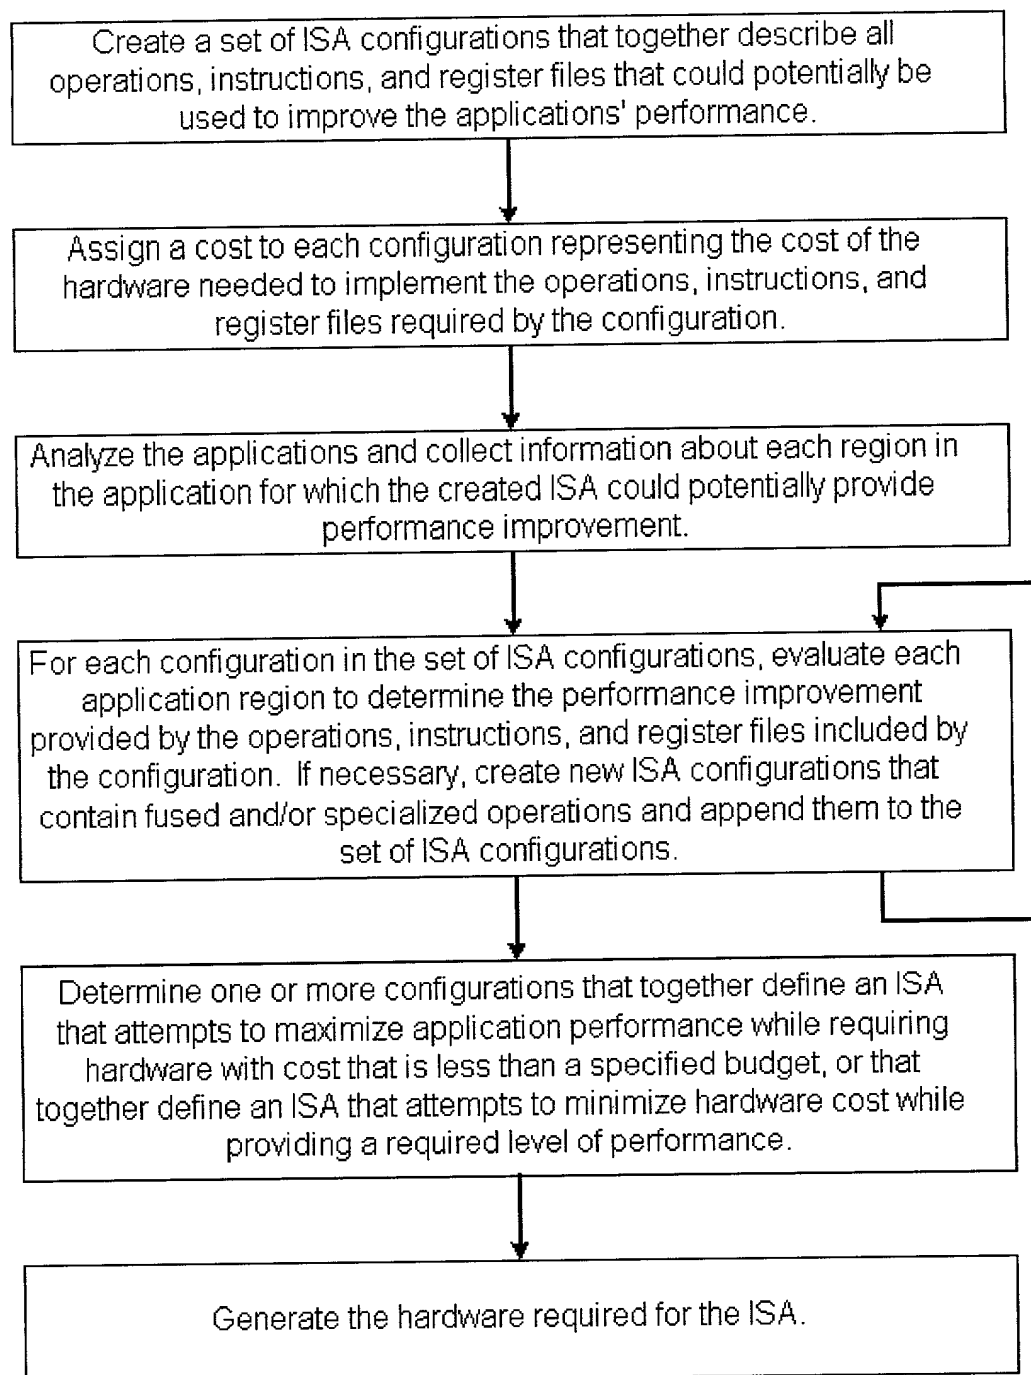 Create a set of ISA configurations that together describe all
operations, instructions, and register files that could potentially be
used to improve the applications' performance.
Assign a cost to each configuration representing the cost of the
hardware needed to implement the operations, instructions, and
register files required by the configuration.
Analyze the applications and collect information about each region in
the application for which the created ISA could potentially provide
performance improvement.
For each configuration in the set of ISA configurations, evaluate each
application region to determine the performance improvement
provided by the operations, instructions, and register files included by
the configuration. If necessary, create new ISA configurations that
contain fused and/or specialized operations and append them to the
set of ISA configurations.
Determine one or more configurations that together define an ISA
that attempts to maximize application performance while requiring
hardware with cost that is less than a specified budget, or that
together define an ISA that attempts to minimize hardware cost while
providing a required level of performance.
Generate the hardware required for the ISA.